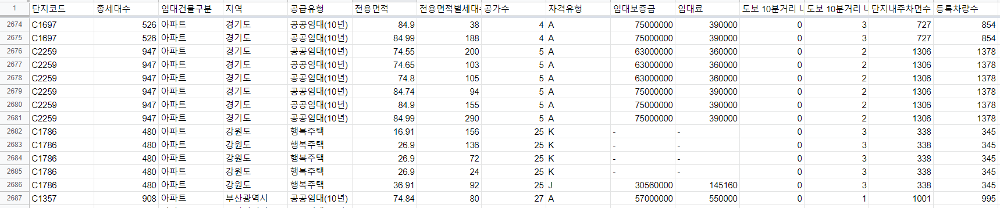 1 단지코드 총세대수 임대건물구분 지역 공급유형 전용면적 전용면적별세대 공가수 자격유형 임대보증금 임대료 도보 10분거리 도보 10분거리 단지내주차면수 등록차량수
2674 C1697 526 아파트 경기도 공공임대(10년) 84.9 38 4 A 75000000 390000 0 3 727 854
2675 C1697 526 아파트 경기도 공공임대(10년) 84.99 188 4 A 75000000 390000 0 3 727 854
2676 C2259 947 아파트 경기도 공공임대(10년) 74.55 200 5 A 63000000 360000 0 2 1306 1378
2677 C2259 947 아파트 경기도 공공임대(10년) 74.65 103 5 A 63000000 360000 0 2 1306 1378
2678 C2259 947 아파트 경기도 공공임대(10년) 74.8 105 5 A 63000000 360000 0 2 1306 1378
2679 C2259 947 아파트 경기도 공공임대(10년) 84.74 94 5 A 75000000 390000 0 2 1306 1378
2680 C2259 947 아파트 경기도 공공임대(10년) 84.9 155 5 A 75000000 390000 0 2 1306 1378
2681 C2259 947 아파트 경기도 공공임대(10년) 84.99 290 5 A 75000000 390000 0 2 1306 1378
2682 C1786 480 아파트 강원도 행복주택 16.91 156 25 K - - 0 3 338 345
2683 C1786 480 아파트 강원도 행복주택 26.9 136 25 K - - 0 3 338 345
2684 C1786 480 아파트 강원도 행복주택 26.9 72 25 K - - 0 3 338 345
2685 C1786 480 아파트 강원도 행복주택 26.9 24 25 K - - 0 3 338 345
2686 C1786 480 아파트 강원도 행복주택 36.91 92 25 J 30560000 145160 0 3 338 345
2687 C1357 908 아파트 부산광역시 공공임대(10년) 74.84 80 27 A 57000000 550000 0 1 1001 995